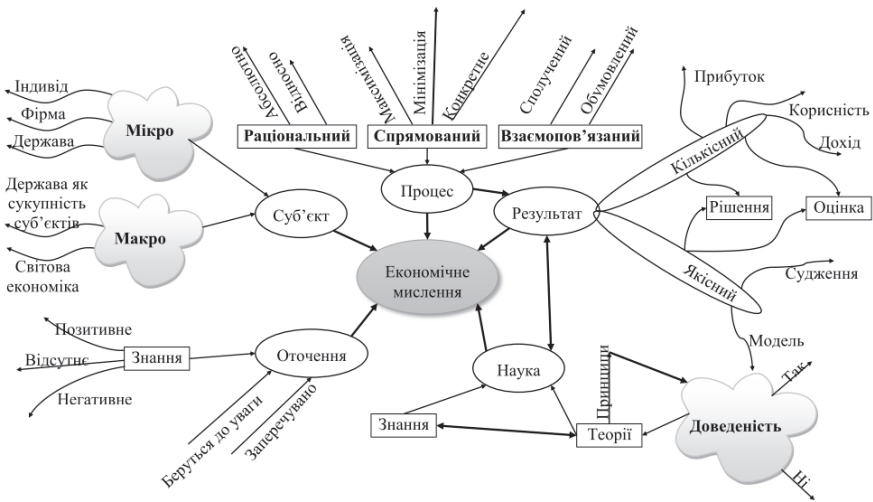 Індивід
Фірма
Держава
Мікро
Держава як
сукупність
суб’єктів
Світова
економіка
Макро
Суб’єкт
Абсолютно
Відносно
Раціональний
Максимізація
Мінімізація
Конкретне
Спрямований
Сполучений
Обумовлений
Взаємопов’язаний
Процес
Результат
Економічне
мислення
Кількісний
Прибуток
Корисність
Дохід
Рішення
Оцінка
Якісний
Судження
Модель
Позитивне
Відсутнє
Негативне
Знання
Оточення
Беруться до уваги
Заперечувано
Наука
Знання
Принципи
Теорії
Доведеність
Так
Ні